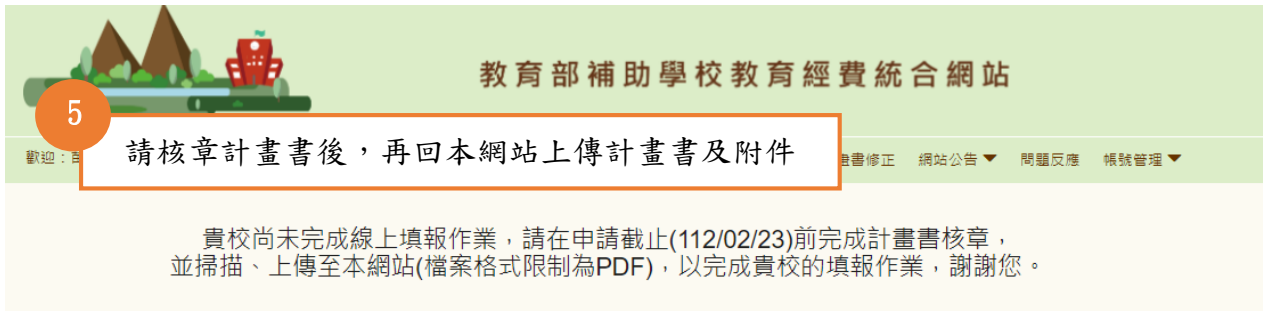 教育部補助學校教育經費統合網站
5
請核章計畫書後，再回本網站上傳計畫書及附件
歡迎：
畫書修正 網站公告▼ 問題反應 帳號管理▼
貴校尚未完成線上填報作業，請在申請截止(112/02/23)前完成計畫書核章，
並掃描、上傳至本網站(檔案格式限制為PDF)，以完成貴校的填報作業，謝謝您。